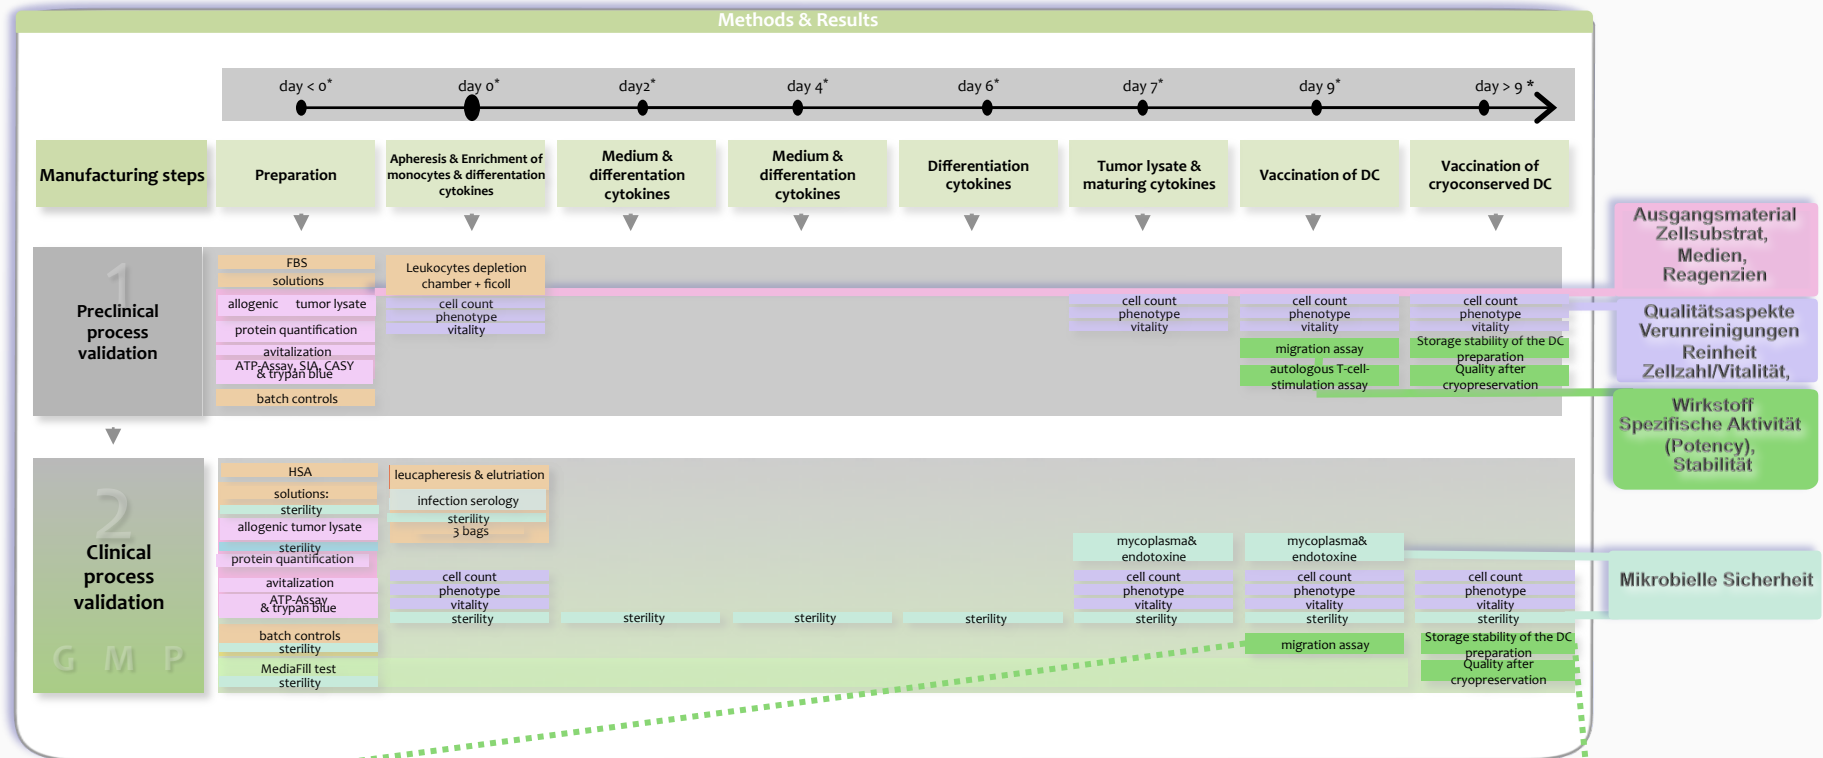 Methods & Results
day < 0*
day 0*
day2*
day 4*
day 6*
day 7*
day 9*
day > 9 *
Manufacturing steps
Preparation
Apheresis & Enrichment of
monocytes & differentation
cytokines
Medium &
differentation
cytokines
Medium &
differentation
cytokines
Differentiation
cytokines
Tumor lysate &
maturing cytokines
Vaccination of DC
Vaccination of
cryoconserved DC
Ausgangsmaterial
Zellsubstrat,
Medien,
Reagenzien
Qualitätsaspekte
Verunreinigungen
Reinheit
Zellzahl/Vitalität,
Wirkstoff
Spezifische Aktivität
(Potency),
Stabilität
Mikrobielle Sicherheit
1
Preclinical
process
validation
FBS
solutions
allogenic tumor lysate
protein quantification
avitalization
ATP-Assay, SIA, CASY
& trypan blue
batch controls
Leukocytes depletion
chamber + ficoll
cell count
phenotype
vitality
cell count
phenotype
vitality
cell count
phenotype
vitality
migration assay
autologous T-cell-
stimulation assay
cell count
phenotype
vitality
Storage stability of the DC
preparation
Quality after
cryopreservation
2
Clinical
process
validation
G M P
HSA
solutions:
sterility
allogenic tumor lysate
sterility
protein quantification
avitalization
ATP-Assay
& trypan blue
batch controls
sterility
MediaFill test
sterility
leucapheresis & elutriation
infection serology
sterility
3 bags
cell count
phenotype
vitality
sterility
sterility
sterility
sterility
mycoplasma&
endotoxine
cell count
phenotype
vitality
sterility
mycoplasma&
endotoxine
cell count
phenotype
vitality
sterility
migration assay
cell count
phenotype
vitality
sterility
Storage stability of the DC
preparation
Quality after
cryopreservation